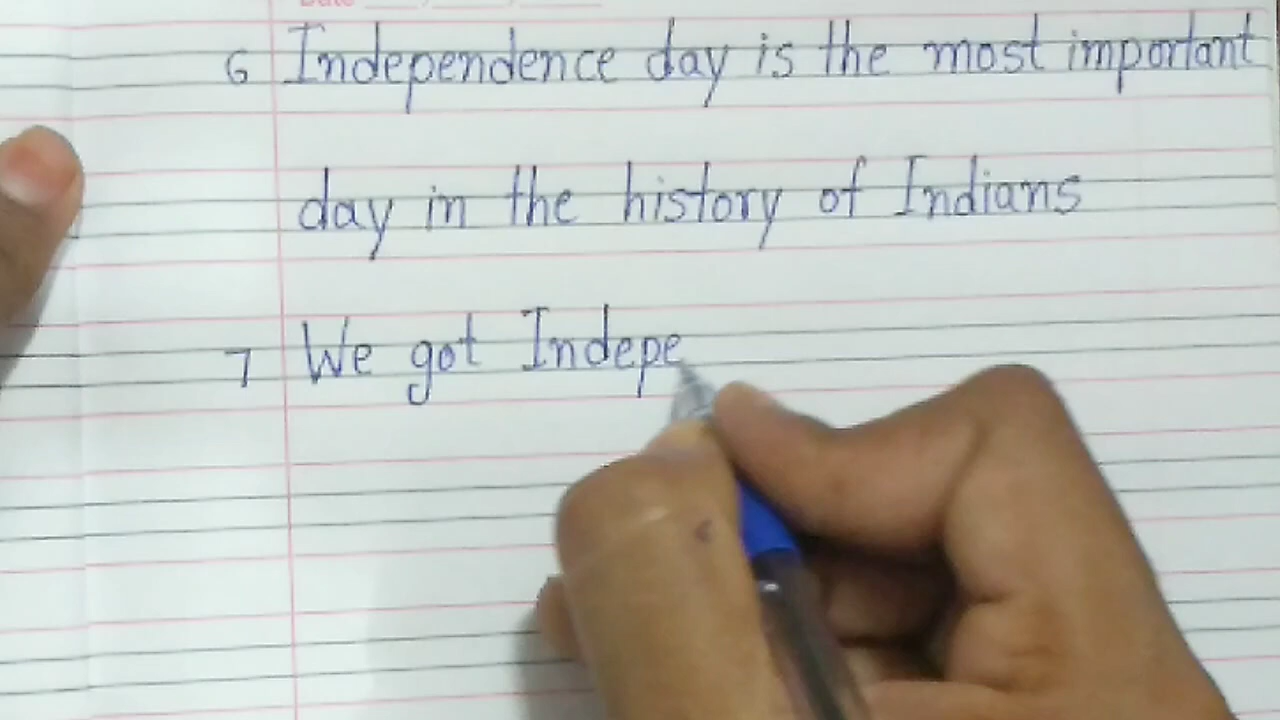 6 Independence day is the most important
day in the history of Indians
7 We got Indepe